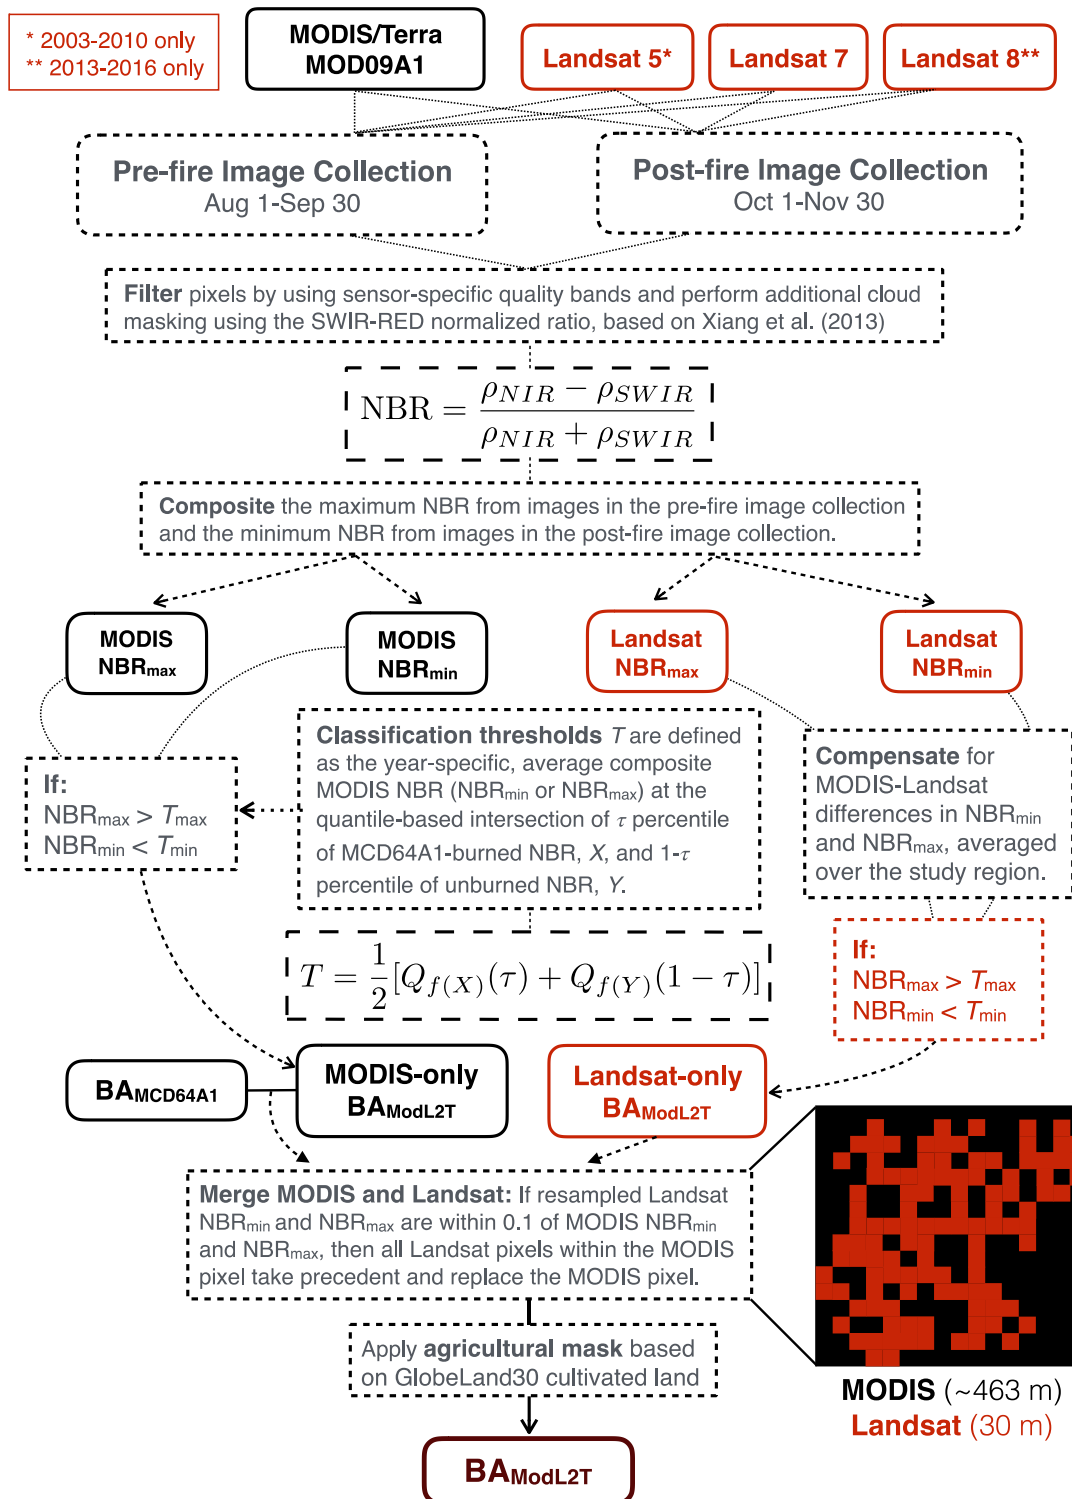 * 2003-2010 only
** 2013-2016 only
MODIS/Terra
MOD09A1
Landsat 5*
Landsat 7
Landsat 8**
Pre-fire Image Collection
Aug 1-Sep 30
Post-fire Image Collection
Oct 1-Nov 30
Filter pixels by using sensor-specific quality bands and perform additional cloud
masking using the SWIR-RED normalized ratio, based on Xiang et al. (2013)
NBR = (ρNIR − ρSWIR) / (ρNIR + ρSWIR)
Composite the maximum NBR from images in the pre-fire image collection
and the minimum NBR from images in the post-fire image collection.
MODIS
NBRmax
MODIS
NBRmin
Landsat
NBRmax
Landsat
NBRmin
If:
NBRmax > Tmax
NBRmin < Tmin
Classification thresholds T are defined
as the year-specific, average composite
MODIS NBR (NBRmin or NBRmax) at the
quantile-based intersection of τ percentile
of MCD64A1-burned NBR, X, and 1-τ
percentile of unburned NBR, Y.
Compensate for
MODIS-Landsat
differences in NBRmin
and NBRmax, averaged
over the study region.
T = 1/2[Qf(X)(τ) + Qf(Y)(1 − τ)]
If:
NBRmax > Tmax
NBRmin < Tmin
BAMCD64A1
MODIS-only
BAModL2T
Landsat-only
BAModL2T
Merge MODIS and Landsat: If resampled Landsat
NBRmin and NBRmax are within 0.1 of MODIS NBRmin
and NBRmax, then all Landsat pixels within the MODIS
pixel take precedent and replace the MODIS pixel.
Apply agricultural mask based
on GlobeLand30 cultivated land
MODIS (~463 m)
Landsat (30 m)
BAModL2T